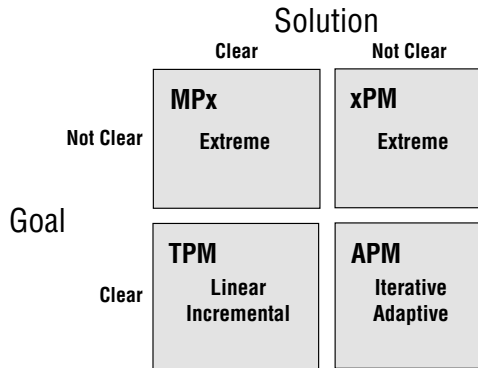 Solution
Clear Not Clear
MPx xPM
Not Clear Extreme Extreme
Goal
TPM APM
Clear Linear Iterative
Incremental Adaptive